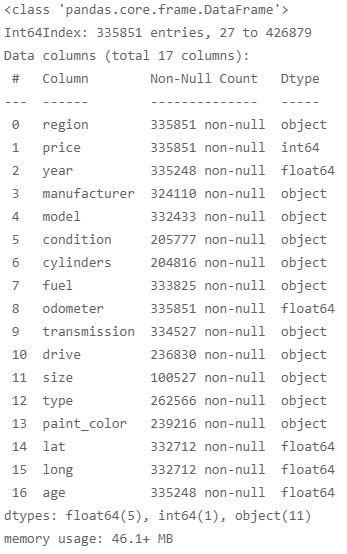 <class 'pandas.core.frame.DataFrame'>
Int64Index: 335851 entries, 27 to 426879
Data columns (total 17 columns):
 #   Column        Non-Null Count   Dtype
---  ------        --------------   -----
 0   region        335851 non-null  object
 1   price         335851 non-null  int64
 2   year          335248 non-null  float64
 3   manufacturer  324110 non-null  object
 4   model         332433 non-null  object
 5   condition     205777 non-null  object
 6   cylinders     204816 non-null  object
 7   fuel          333825 non-null  object
 8   odometer      335851 non-null  float64
 9   transmission  334527 non-null  object
 10  drive         236830 non-null  object
 11  size          100527 non-null  object
 12  type          262566 non-null  object
 13  paint_color   239216 non-null  object
 14  lat           332712 non-null  float64
 15  long          332712 non-null  float64
 16  age           335248 non-null  float64
dtypes: float64(5), int64(1), object(11)
memory usage: 46.1+ MB